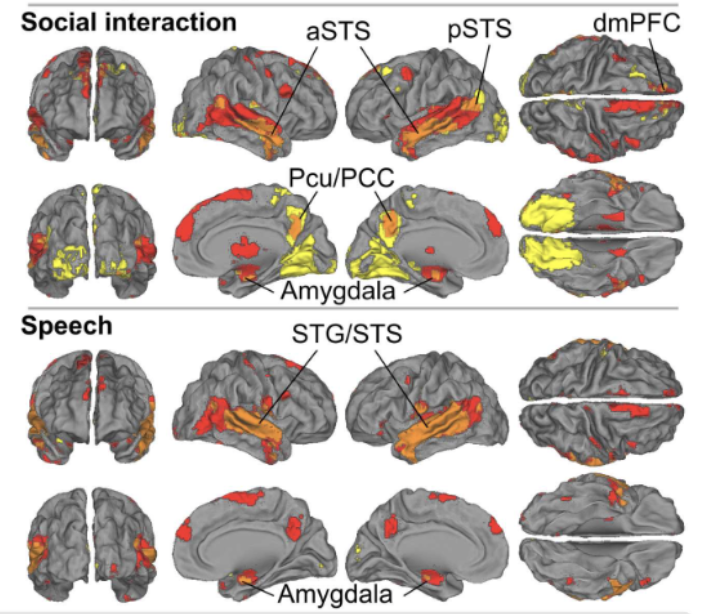 Social interaction
aSTS
pSTS
dmPFC
Pcu/PCC
Amygdala
Speech
STG/STS
Amygdala